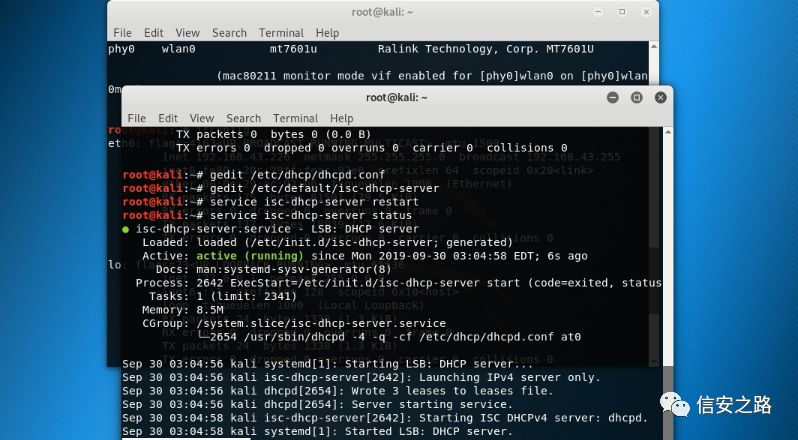 root@kali: ~
File Edit View Search Terminal Help
phy0 wlan0 mt7601u Ralink Technology, Corp. MT7601U
(mac80211 monitor mode vif enabled for [phy0]wlan0 on [phy0]wlan
0m
root@kali: ~
File Edit View Search Terminal Help
TX packets 0 bytes 0 (0.0 B)
TX errors 0 dropped 0 overruns 0 carrier 0 collisions 0
root@kali:~# gedit /etc/dhcp/dhcpd.conf
root@kali:~# gedit /etc/default/isc-dhcp-server
root@kali:~# service isc-dhcp-server restart
root@kali:~# service isc-dhcp-server status
● isc-dhcp-server.service - LSB: DHCP server
Loaded: loaded (/etc/init.d/isc-dhcp-server; generated)
Active: active (running) since Mon 2019-09-30 03:04:58 EDT; 6s ago
Docs: man:systemd-sysv-generator(8)
Process: 2642 ExecStart=/etc/init.d/isc-dhcp-server start (code=exited, status
Tasks: 1 (limit: 2341)
Memory: 8.5M
CGroup: /system.slice/isc-dhcp-server.service
└─2654 /usr/sbin/dhcpd -4 -q -cf /etc/dhcp/dhcpd.conf at0
Sep 30 03:04:56 kali systemd[1]: Starting LSB: DHCP server...
Sep 30 03:04:56 kali isc-dhcp-server[2642]: Launching IPv4 server only.
Sep 30 03:04:56 kali dhcpd[2654]: Wrote 3 leases to leases file.
Sep 30 03:04:56 kali dhcpd[2654]: Server starting service.
Sep 30 03:04:58 kali isc-dhcp-server[2642]: Starting ISC DHCPv4 server: dhcpd.
Sep 30 03:04:58 kali systemd[1]: Started LSB: DHCP server.
信安之路